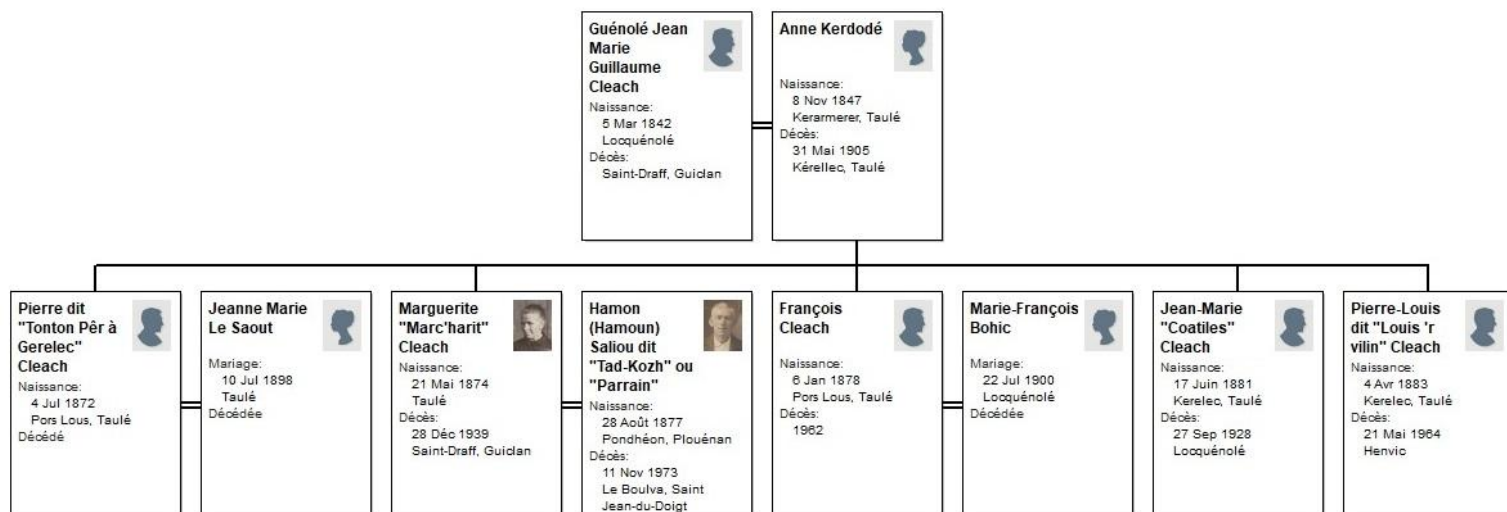 Guénolé Jean
Marie
Guillaume
Cleach
Naissance:
5 Mar 1842
Locquénolé
Décès:
Saint-Draff, Guiclan
Anne Kerdodé
Naissance:
8 Nov 1847
Kerarmerer, Taulé
Décès:
31 Mai 1905
Kérellec, Taulé
Pierre dit
"Tonton Pêr à
Gerelec"
Cleach
Naissance:
4 Jul 1872
Pors Lous, Taulé
Décédé
Jeanne Marie
Le Saout
Mariage:
10 Jul 1898
Taulé
Décédée
Marguerite
"Marc'harit"
Cleach
Naissance:
21 Mai 1874
Taulé
Décès:
28 Déc 1939
Saint-Draff, Guiclan
Hamon
(Hamoun)
Saliou dit
"Tad-Kozh" ou
"Parrain"
Naissance:
28 Août 1877
Pondhéon, Plouénan
Décès:
11 Nov 1973
Le Boulva, Saint
Jean-du-Doigt
François
Cleach
Naissance:
6 Jan 1878
Pors Lous, Taulé
Décès:
1962
Marie-François
Bohic
Mariage:
22 Jul 1900
Locquénolé
Décédée
Jean-Marie
"Coatiles"
Cleach
Naissance:
17 Juin 1881
Kerelec, Taulé
Décès:
27 Sep 1928
Locquénolé
Pierre-Louis
dit "Louis 'r
vilin" Cleach
Naissance:
4 Avr 1883
Kerelec, Taulé
Décès:
21 Mai 1964
Henvic